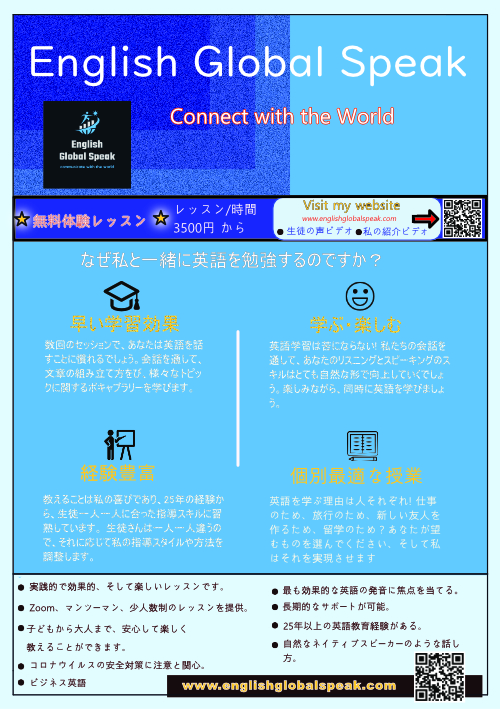 English Global Speak
Connect with the World
English
Global Speak
無料体験レッスン
レッスン/時間
3500円 から
Visit my website
www.englishglobalspeak.com
● 生徒の声ビデオ ●私の紹介ビデオ
なぜ私と一緒に英語を勉強するのですか？
早い学習効果
数回のセッションで、あなたは英語を話
すことに慣れるでしょう。会話を通して、
文章の組み立て方をび、様々なトピッ
クに関するボキャブラリーを学びます。
学ぶ・楽しむ
英語学習は苦にならない! 私たちの会話を
通して、あなたのリスニングとスピーキングのス
キルはとても自然な形で向上していくでしょ
う。楽しみながら、同時に英語を学びましょ
う。
経験豊富
教えることは私の喜びであり、25年の経験か
ら、生徒一人一人に合った指導スキルに習
熟しています。 生徒さんは一人一人違うの
で、それに応じて私の指導スタイルや方法を
調整します。
個別最適な授業
英語を学ぶ理由は人それぞれ! 仕事
のため、旅行のため、新しい友人を
作るため、留学のため？あなたが望
むものを選んでください、そして私
はそれを実現させます
● 実践的で効果的、そして楽しいレッスンです。
● Zoom、マンツーマン、少人数制のレッスンを提供。
●子どもから大人まで、安心して楽しく
教えることができます。
● コロナウイルスの安全対策に注意と関心。
● ビジネス英語
● 最も効果的な英語の発音に焦点を当てる。
● 長期的なサポートが可能。
● 25年以上の英語教育経験がある。
● 自然なネイティブスピーカーのような話し
方。
www.englishglobalspeak.com